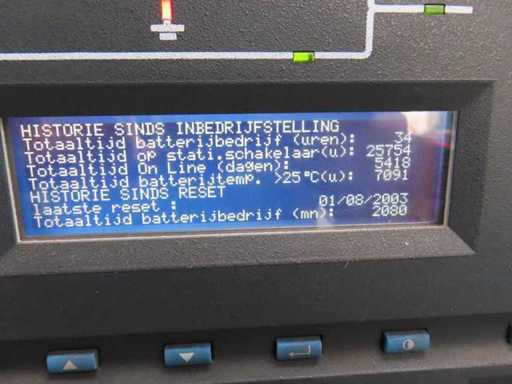 HISTORIE SINDS INBEDRIJFSTELLING
Totaaltijd batterijbedrijf (uren): 34
Totaaltijd op stati.schakelaar(u): 25754
Totaaltijd On Line (dagen): 5418
Totaaltijd batterijtemp. >25°C(u): 7091
HISTORIE SINDS RESET
laatste reset : 01/08/2003
Totaaltijd batterijbedrijf (mn): 2080